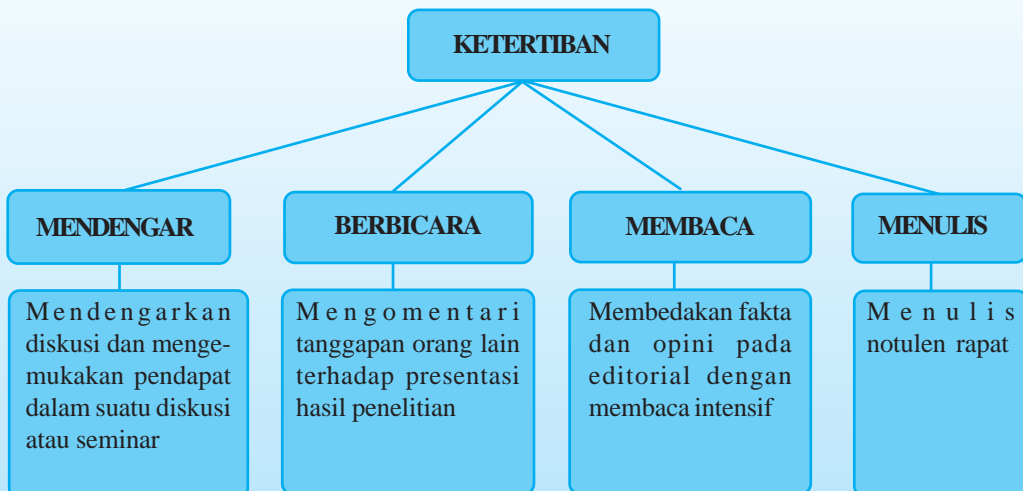 KETERTIBAN
MENDENGAR
BERBICARA
MEMBACA
MENULIS
Mendengarkan
diskusi dan menge-
mukakan pendapat
dalam suatu diskusi
atau seminar
Mengomentari
tanggapan orang lain
terhadap presentasi
hasil penelitian
Membedakan fakta
dan opini pada
editorial dengan
membaca intensif
Menulis
notulen rapat